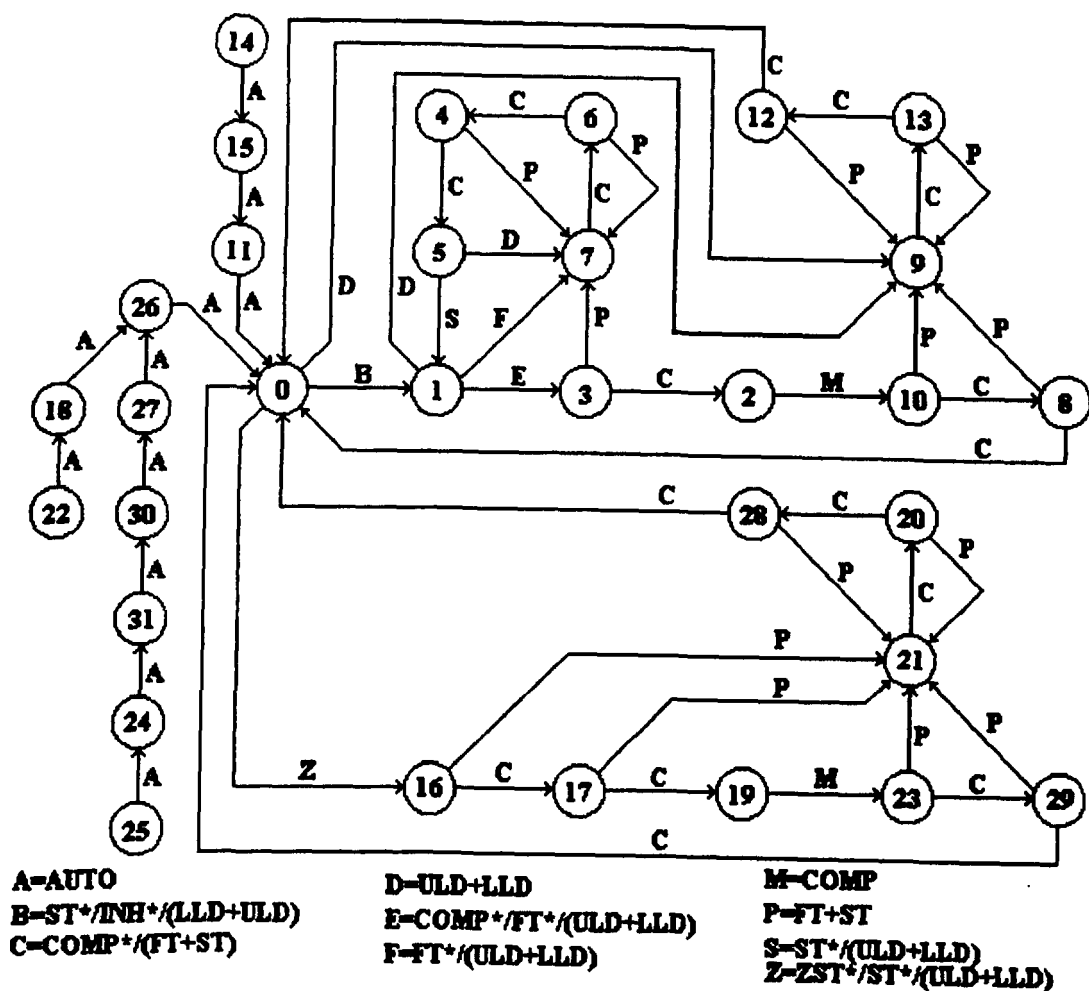 14
C
A
4
C
6
12
C
13
15
P
P
P
P
A
C
C
C
11
5
D
7
9
26
A
A
D
D
S
F
P
P
P
A
A
0
B
1
E
3
C
2
M
10
C
8
18
27
A
A
C
22
30
C
28
C
20
A
P
P
31
C
A
P
21
24
P
P
P
A
Z
16
C
17
C
19
M
23
C
29
25
C
A=AUTO
B=ST*/INH*/(LLD+ULD)
C=COMP*/(FT+ST)
D=ULD+LLD
E=COMP*/FT*/(ULD+LLD)
F=FT*/(ULD+LLD)
M=COMP
P=FT+ST
S=ST*/(ULD+LLD)
Z=ZST*/ST*/(ULD+LLD)